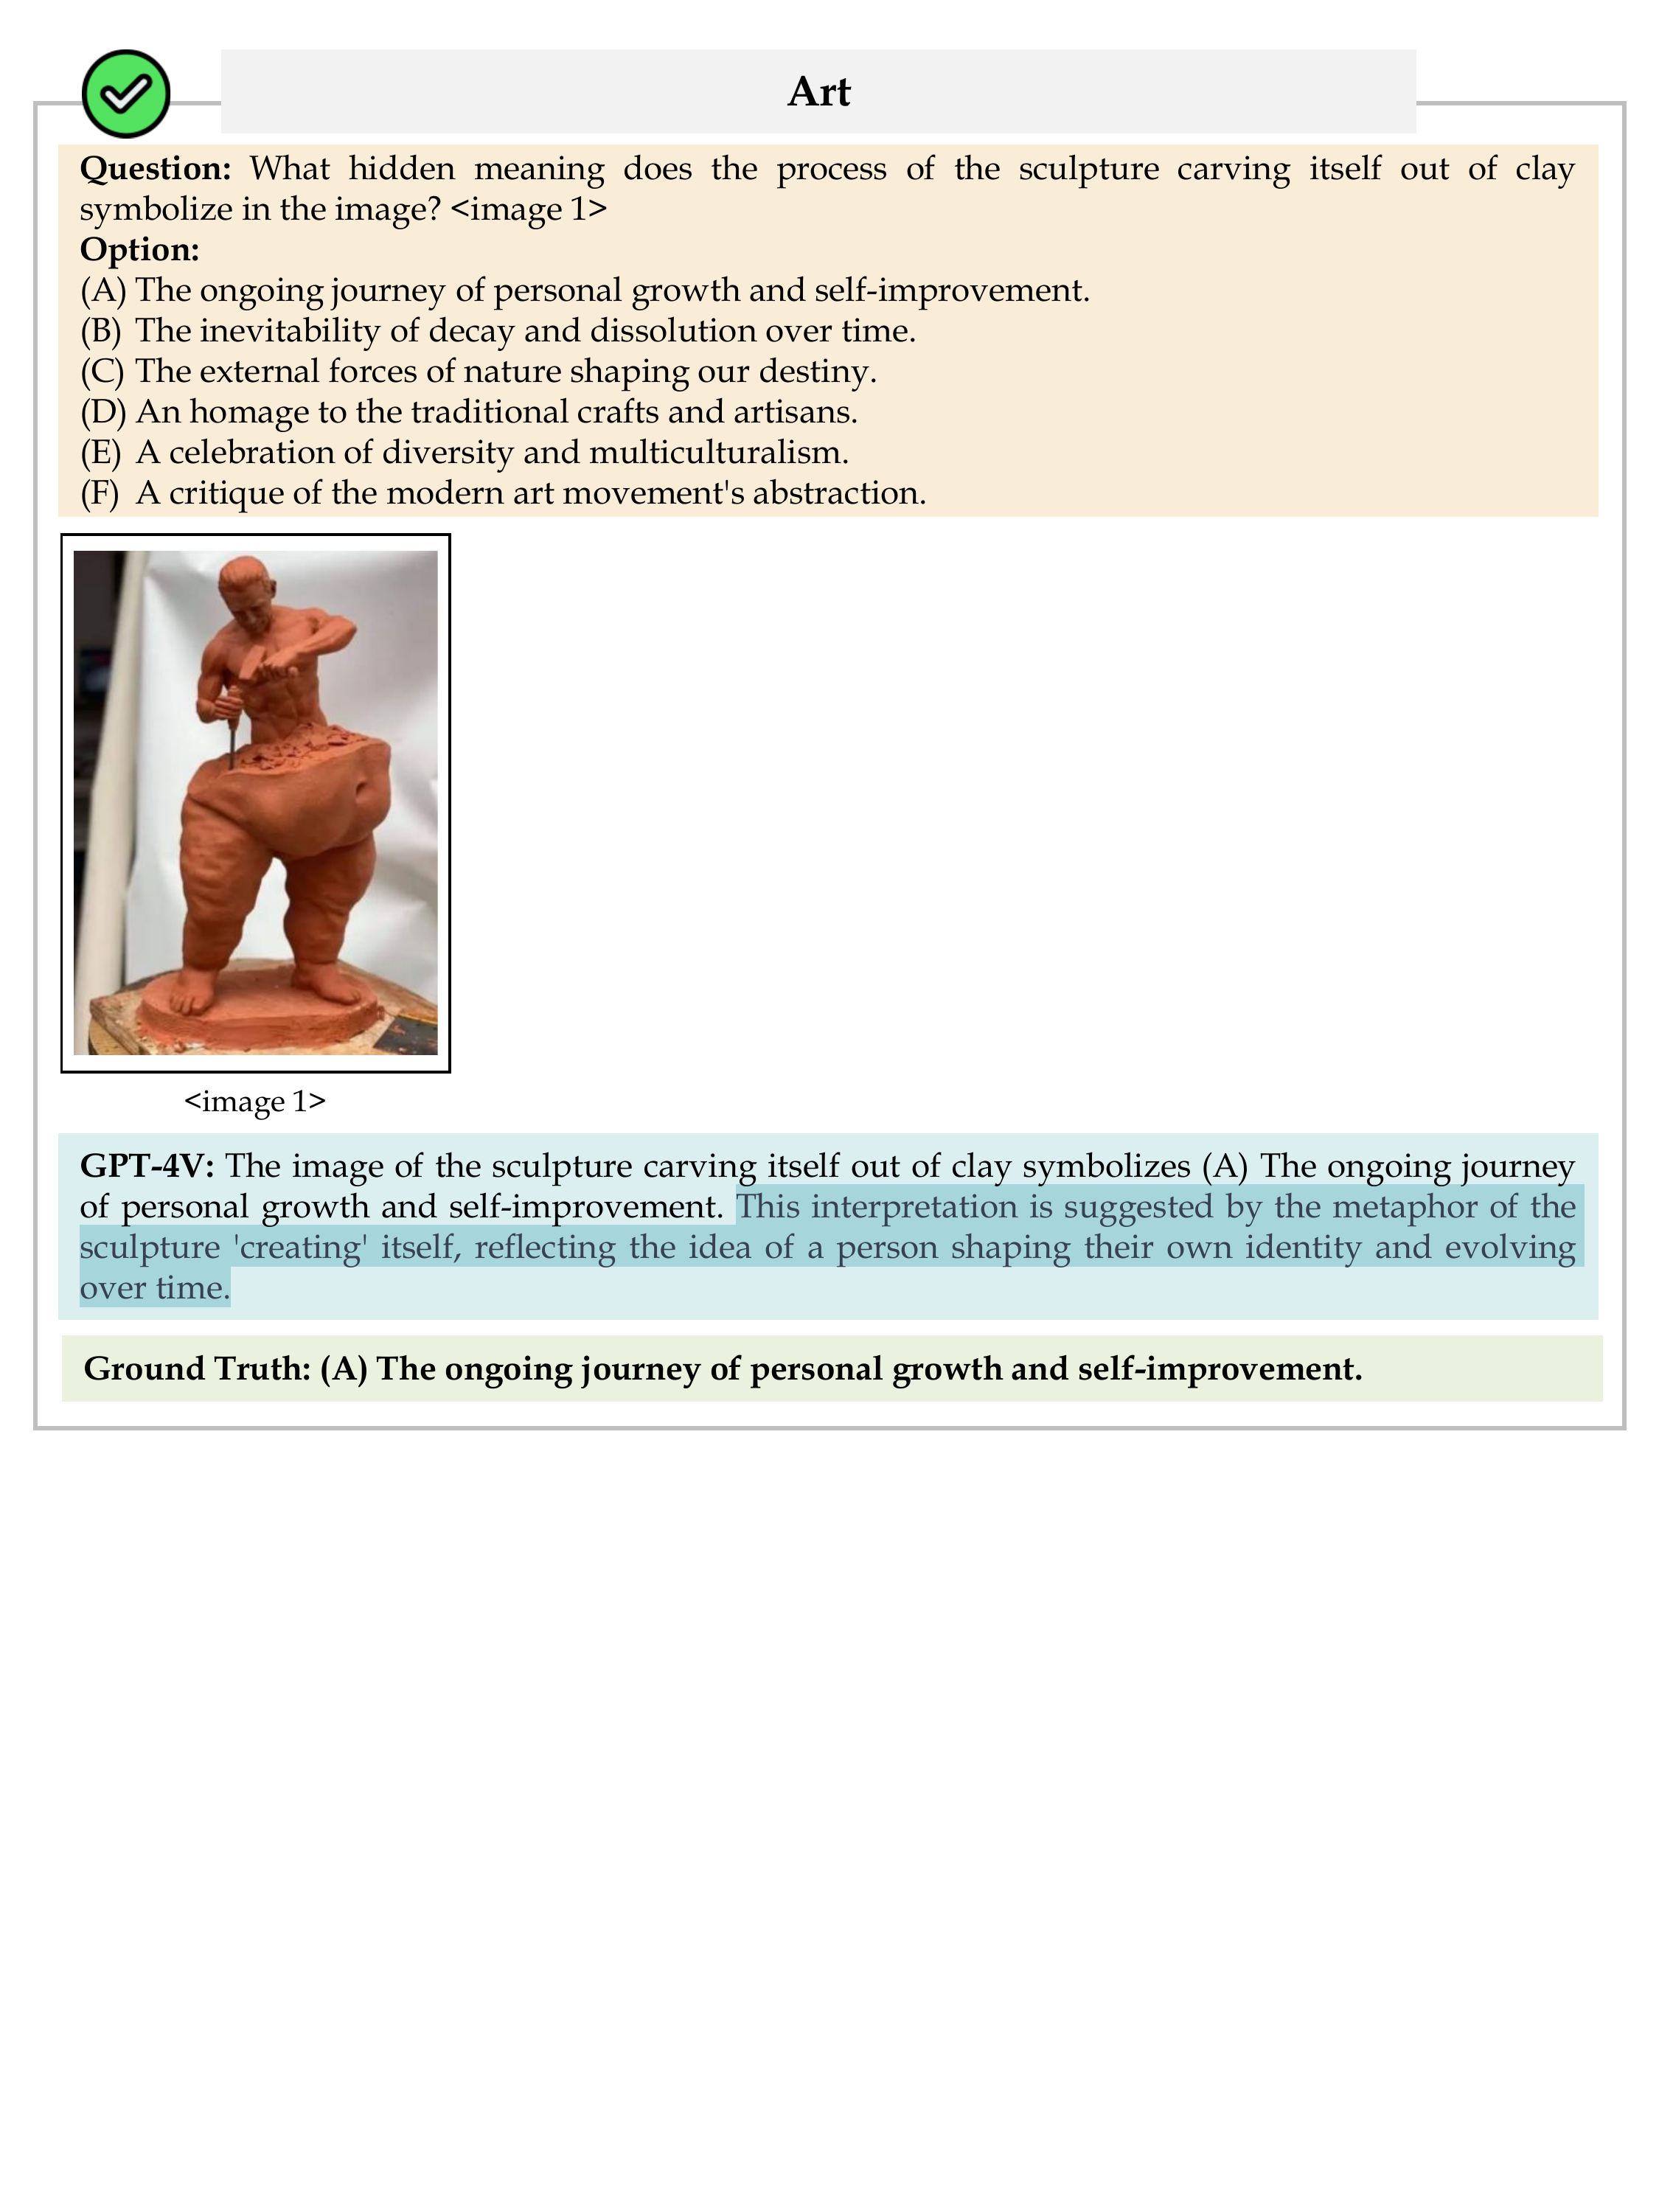 Art
Question: What hidden meaning does the process of the sculpture carving itself out of clay
symbolize in the image? <image 1>
Option:
(A) The ongoing journey of personal growth and self-improvement.
(B) The inevitability of decay and dissolution over time.
(C) The external forces of nature shaping our destiny.
(D) An homage to the traditional crafts and artisans.
(E) A celebration of diversity and multiculturalism.
(F) A critique of the modern art movement's abstraction.
<image 1>
GPT-4V: The image of the sculpture carving itself out of clay symbolizes (A) The ongoing journey
of personal growth and self-improvement. This interpretation is suggested by the metaphor of the
sculpture 'creating' itself, reflecting the idea of a person shaping their own identity and evolving
over time.
Ground Truth: (A) The ongoing journey of personal growth and self-improvement.